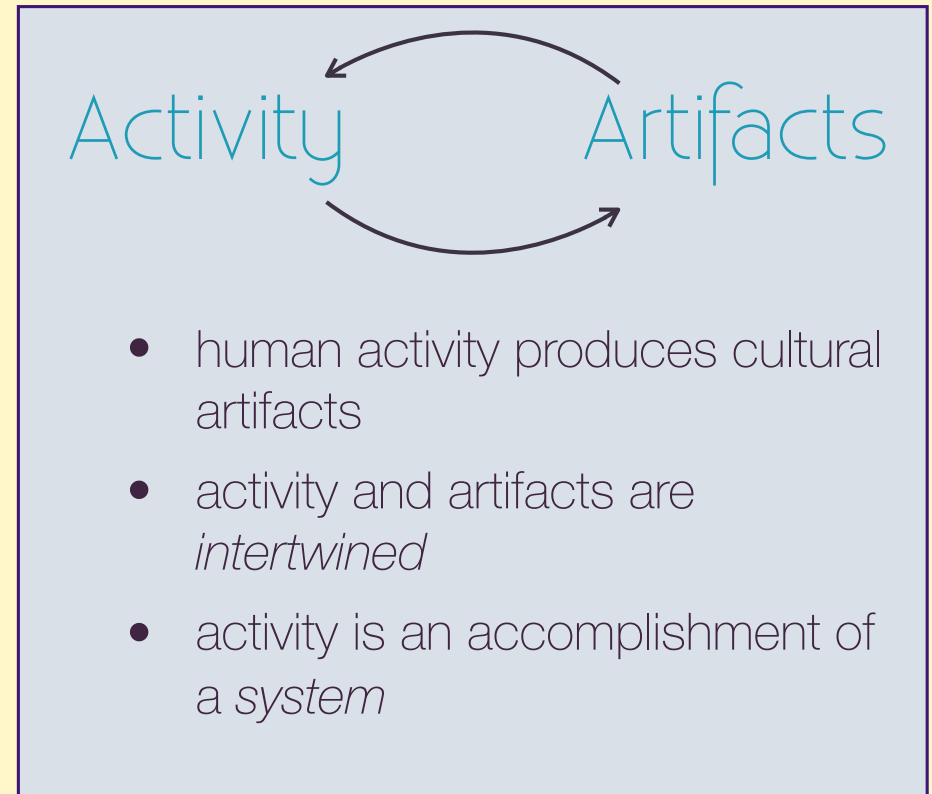 Activity Artifacts
• human activity produces cultural
artifacts
• activity and artifacts are
intertwined
• activity is an accomplishment of
a system